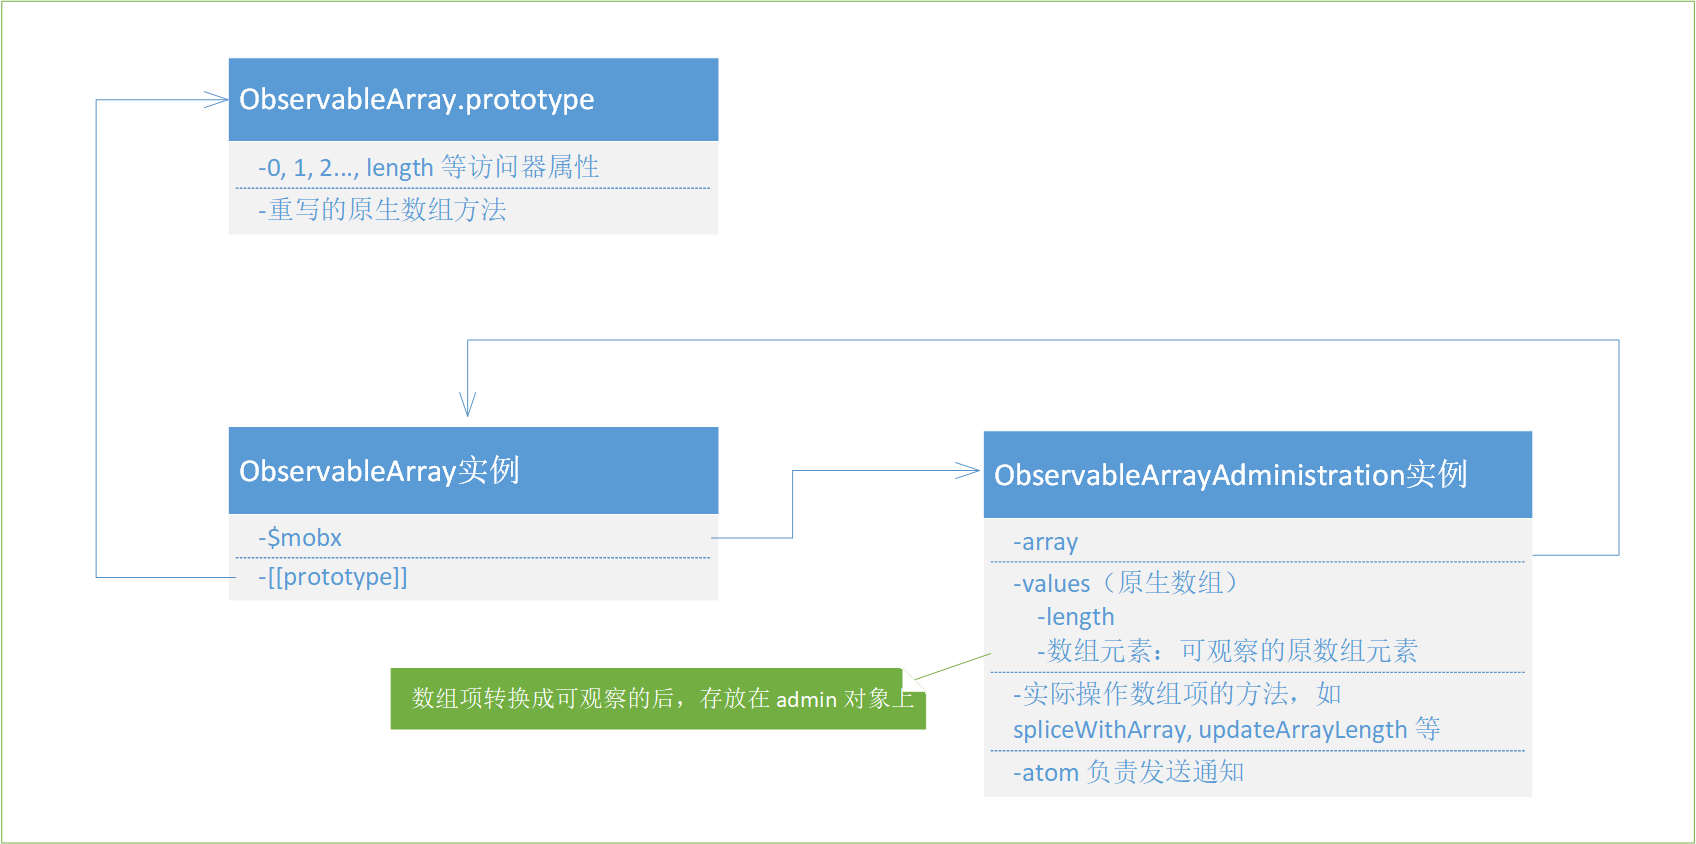 ObservableArray.prototype
-0, 1, 2..., length 等访问器属性
-重写的原生数组方法
ObservableArray实例
-$mobx
-[[prototype]]
ObservableArrayAdministration实例
-array
-values（原生数组）
-length
-数组元素：可观察的原数组元素
-实际操作数组项的方法，如
spliceWithArray, updateArrayLength 等
-atom 负责发送通知
数组项转换成可观察的后，存放在 admin 对象上